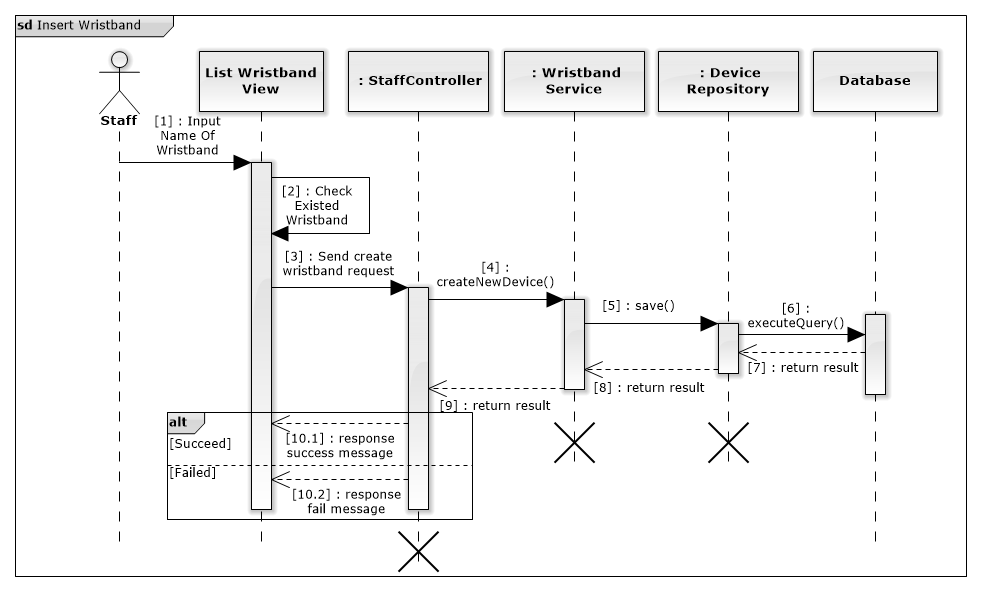 sd Insert Wristband
List Wristband
View
: StaffController
: Wristband
Service
: Device
Repository
Database
Staff
[1] : Input
Name Of
Wristband
[2] : Check
Existed
Wristband
[3] : Send create
wristband request
[4] :
createNewDevice()
[5] : save()
[6] :
executeQuery()
[7] : return result
[8] : return result
[9] : return result
alt
[Succeed]
[10.1] : response
success message
[Failed]
[10.2] : response
fail message